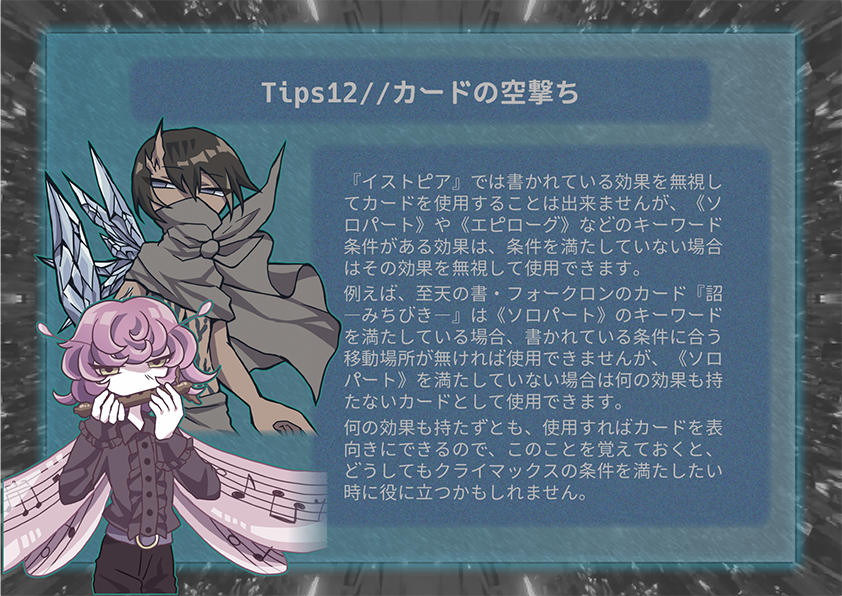 Tips12//カードの空撃ち
『イストピア』では書かれている効果を無視し
てカードを使用することは出来ませんが、《ソ
ロパート》や《エピローグ》などのキーワード
条件がある効果は、条件を満たしていない場合
はその効果を無視して使用できます。
例えば、至天の書・フォークロンのカード『詔
―みちびき―』は《ソロパート》のキーワード
を満たしている場合、書かれている条件に合う
移動場所が無ければ使用できませんが、《ソロ
パート》を満たしていない場合は何の効果も持
たないカードとして使用できます。
何の効果も持たずとも、使用すればカードを表
向きにできるので、このことを覚えておくと、
どうしてもクライマックスの条件を満たしたい
時に役に立つかもしれません。